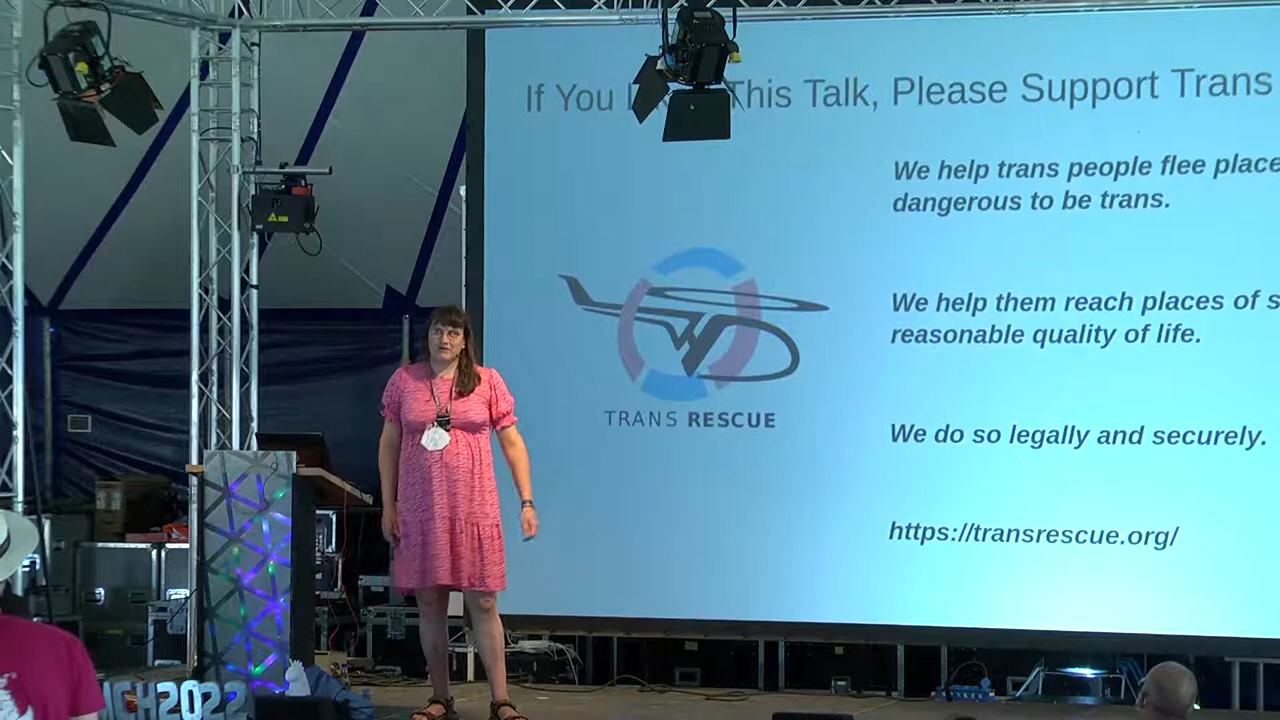 If You This Talk, Please Support Trans
We help trans people flee place
dangerous to be trans.
We help them reach places of s
reasonable quality of life.
TRANS RESCUE
We do so legally and securely.
https://transrescue.org/
CH2022